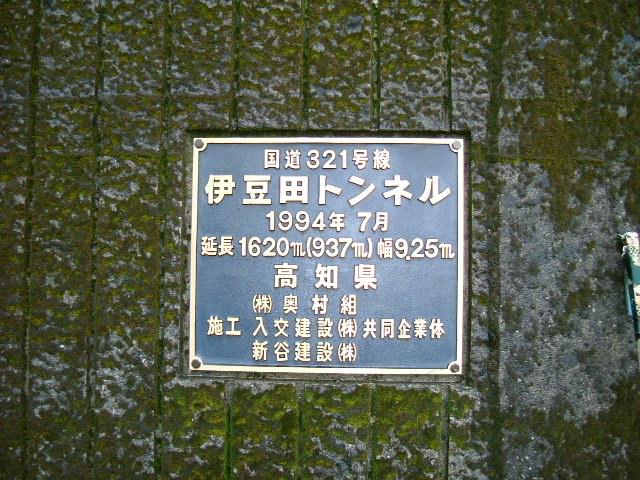 国道321号線
伊豆田トンネル
1994年 7月
延長1620m(937m) 幅9.25m
高知県
㈱ 奥村組
施工 入交建設㈱ 共同企業体
新谷建設㈱